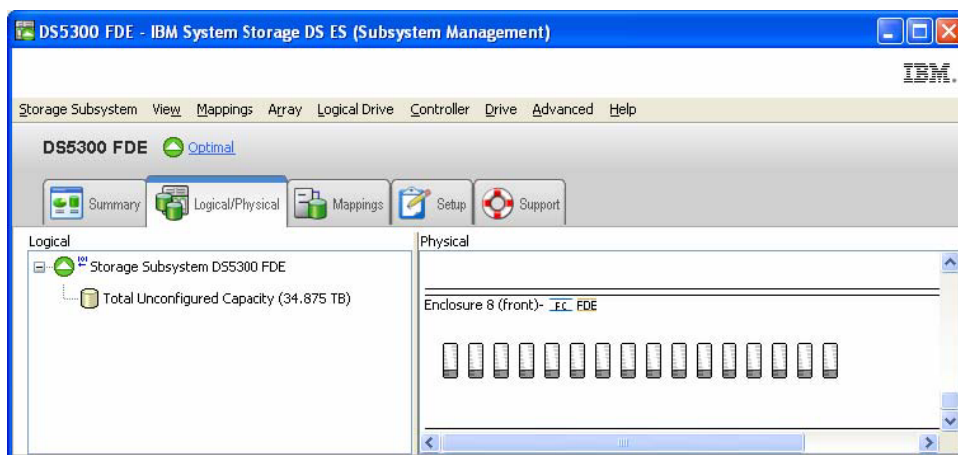 DS5300 FDE - IBM System Storage DS ES (Subsystem Management)
IBM.
Storage Subsystem View Mappings Array Logical Drive Controller Drive Advanced Help
DS5300 FDE Optimal
Summary Logical/Physical Mappings Setup Support
Logical
Storage Subsystem DS5300 FDE
Total Unconfigured Capacity (34.875 TB)
Physical
Enclosure 8 (front)- FC FDE